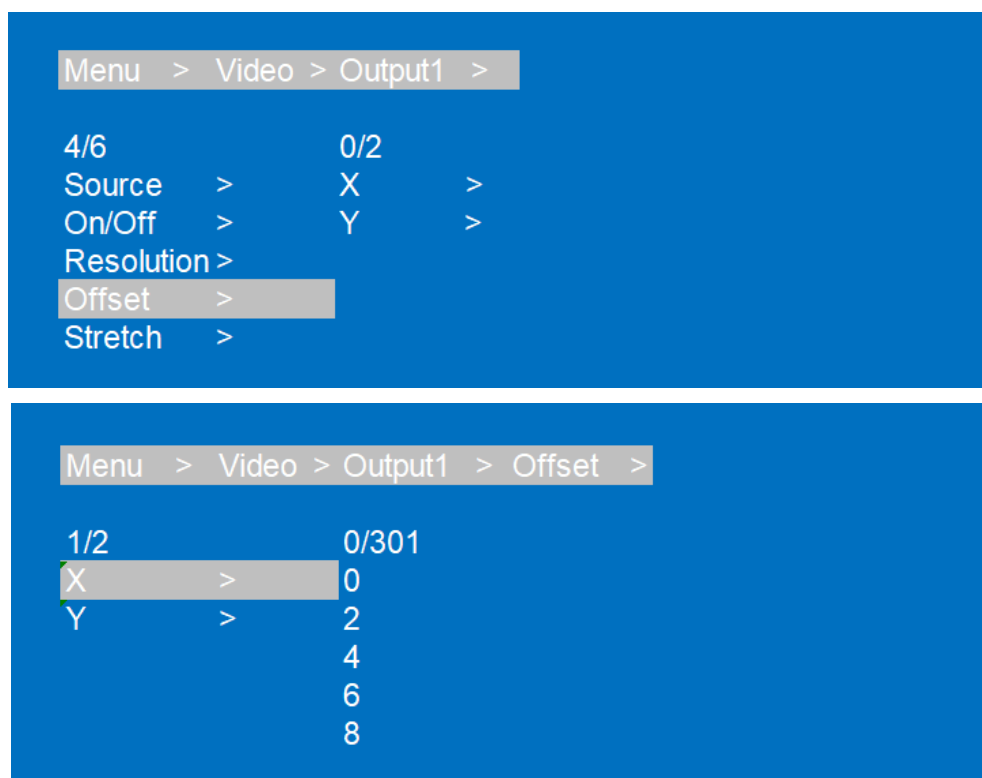 Menu > Video > Output1 >
4/6 0/2
Source > X >
On/Off > Y >
Resolution >
Offset >
Stretch >
Menu > Video > Output1 > Offset >
1/2 0/301
X > 0
Y > 2
4
6
8